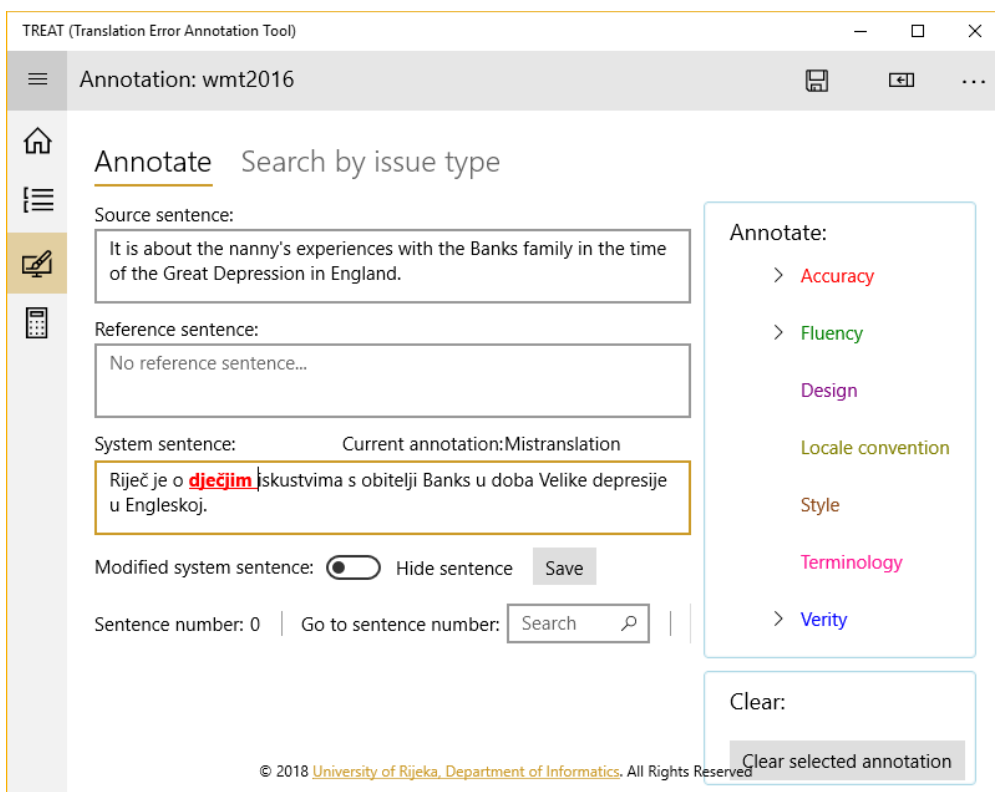 TREAT (Translation Error Annotation Tool)
Annotation: wmt2016
Annotate Search by issue type
Source sentence:
It is about the nanny's experiences with the Banks family in the time
of the Great Depression in England.
Reference sentence:
No reference sentence...
System sentence: Current annotation:Mistranslation
Riječ je o dječjim iskustvima s obitelji Banks u doba Velike depresije
u Engleskoj.
Modified system sentence: Hide sentence Save
Sentence number: 0 Go to sentence number: Search
Annotate:
Accuracy
Fluency
Design
Locale convention
Style
Terminology
Verity
Clear:
Clear selected annotation
© 2018 University of Rijeka, Department of Informatics. All Rights Reserved